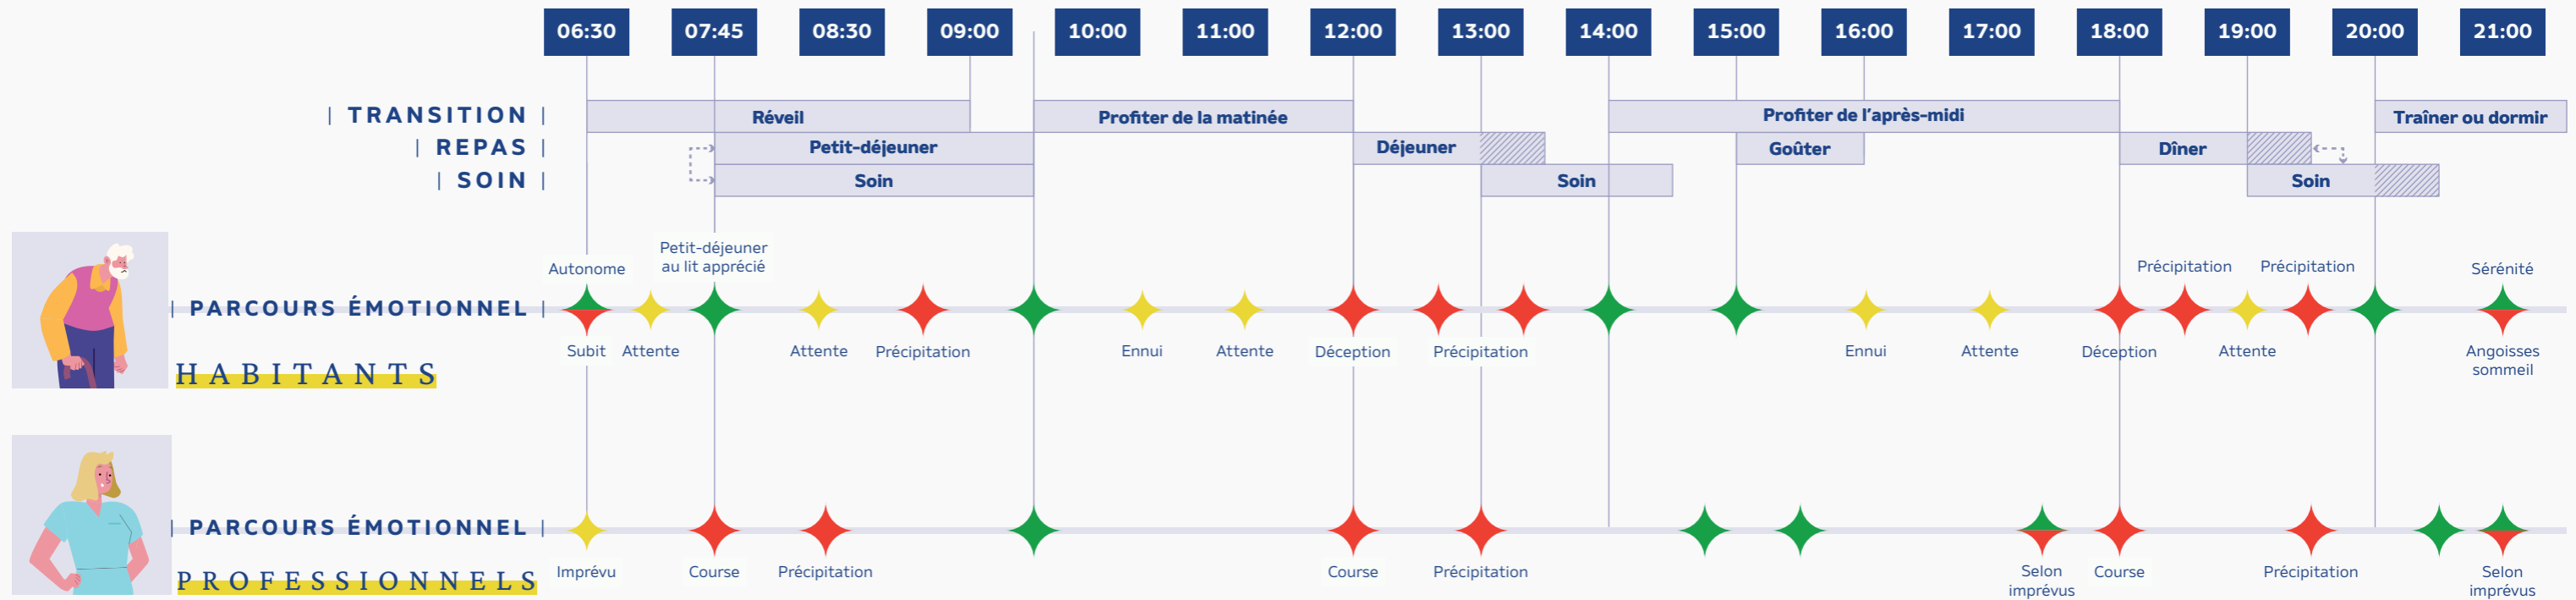 06:30 07:45 08:30 09:00 10:00 11:00 12:00 13:00 14:00 15:00 16:00 17:00 18:00 19:00 20:00 21:00
| TRANSITION |
Réveil
Profiter de la matinée
Profiter de l'après-midi
Traîner ou dormir
| REPAS |
Petit-déjeuner
Déjeuner
Goûter
Dîner
| SOIN |
Soin
Soin
Soin
Autonome
Petit-déjeuner
au lit apprécié
Précipitation
Précipitation
Sérénité
| PARCOURS ÉMOTIONNEL |
Subit
Attente
Attente
Précipitation
Ennui
Attente
Déception
Précipitation
Ennui
Attente
Déception
Attente
Angoisses
sommeil
HABITANTS
| PARCOURS ÉMOTIONNEL |
Imprévu
Course
Précipitation
Course
Précipitation
Selon
imprévus
Course
Précipitation
Selon
imprévus
PROFESSIONNELS